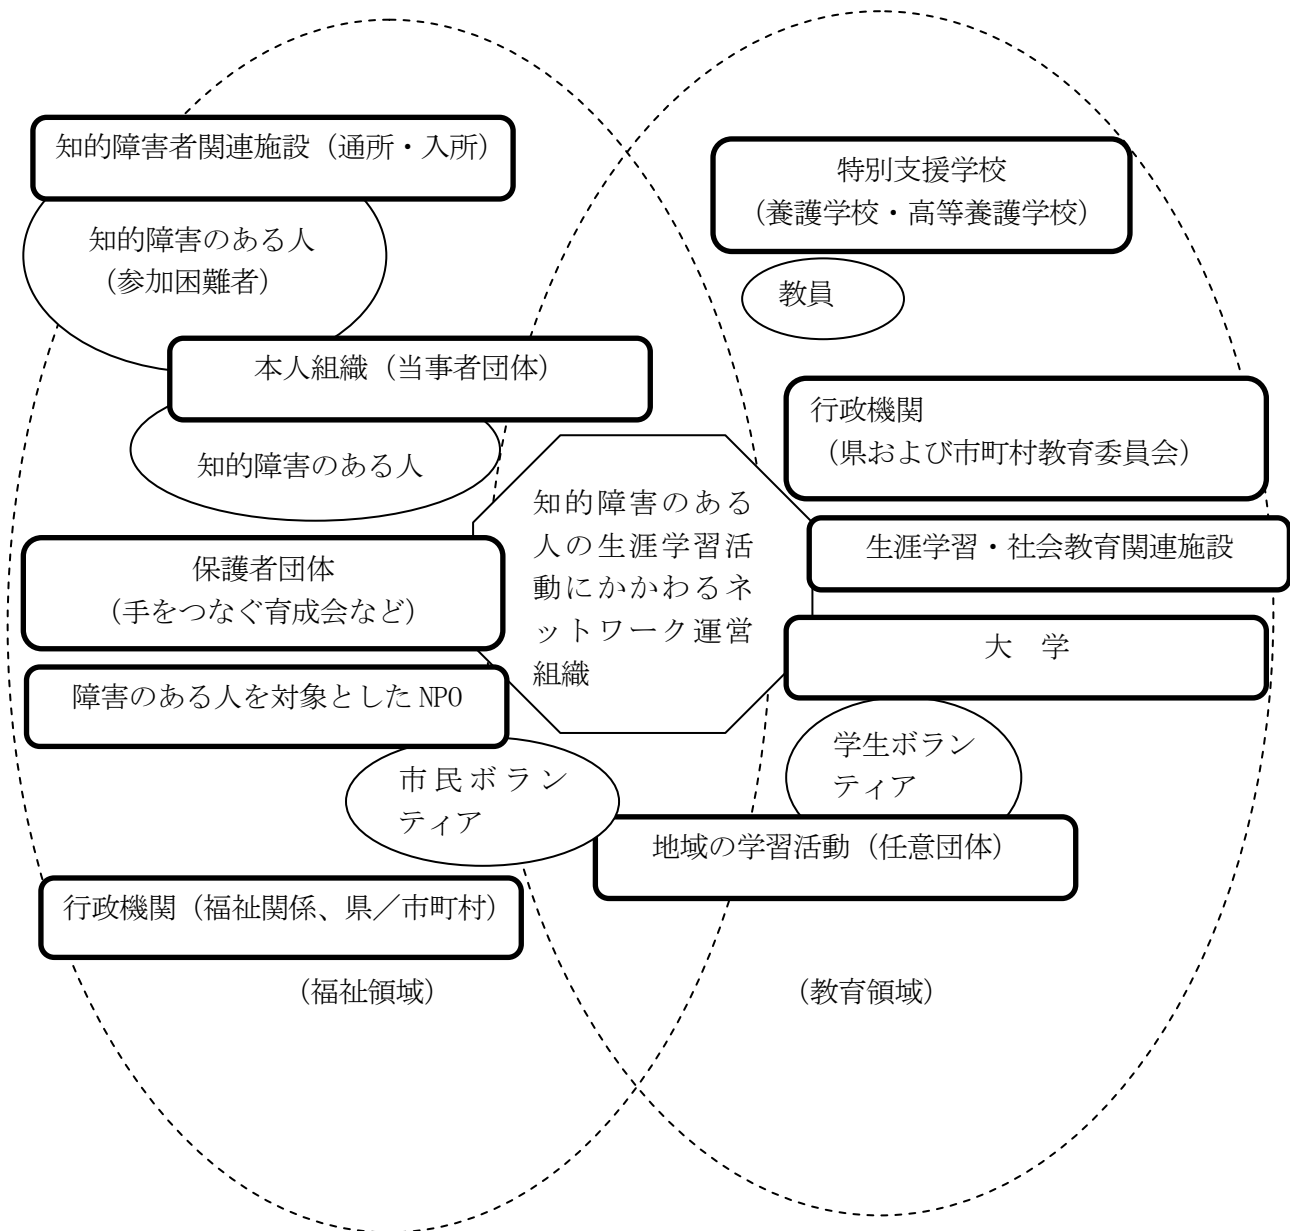 知的障害者関連施設（通所・入所）
知的障害のある人
（参加困難者）
本人組織（当事者団体）
知的障害のある人
保護者団体
（手をつなぐ育成会など）
障害のある人を対象とした NPO
市民ボラン
ティア
行政機関（福祉関係、県／市町村）
（福祉領域）
知的障害のある
人の生涯学習活
動にかかわるネ
ットワーク運営
組織
特別支援学校
（養護学校・高等養護学校）
教員
行政機関
（県および市町村教育委員会）
生涯学習・社会教育関連施設
大　学
学生ボラン
ティア
地域の学習活動（任意団体）
（教育領域）